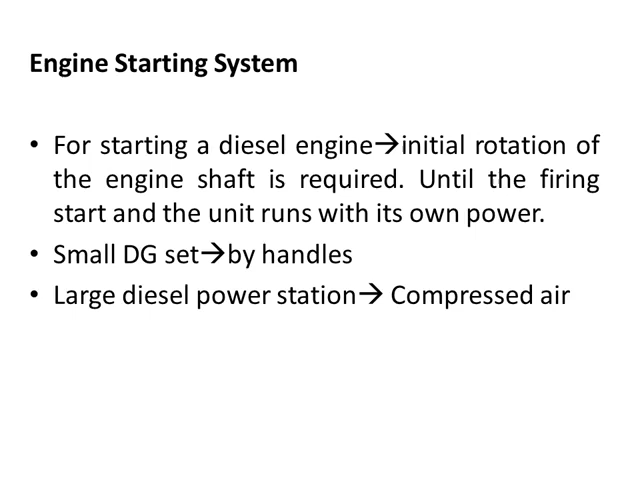 Engine Starting System
• For starting a diesel engine→initial rotation of
the engine shaft is required. Until the firing
start and the unit runs with its own power.
• Small DG set→by handles
• Large diesel power station→ Compressed air